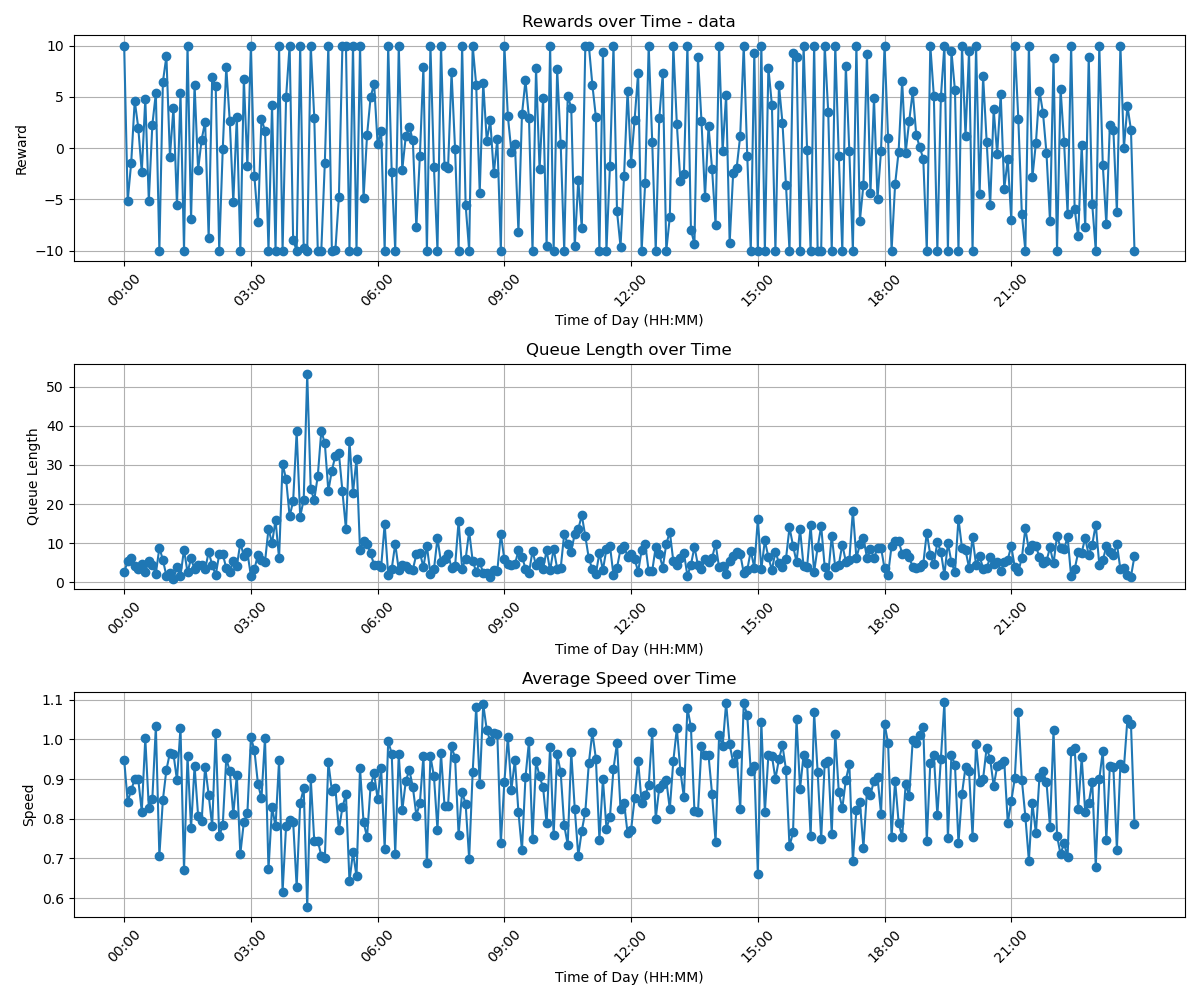 Rewards over Time - data
10
5
0
−5
−10
Reward
00:00 03:00 06:00 09:00 12:00 15:00 18:00 21:00
Time of Day (HH:MM)
Queue Length over Time
50
40
30
20
10
0
Queue Length
00:00 03:00 06:00 09:00 12:00 15:00 18:00 21:00
Time of Day (HH:MM)
Average Speed over Time
1.1
1.0
0.9
0.8
0.7
0.6
Speed
00:00 03:00 06:00 09:00 12:00 15:00 18:00 21:00
Time of Day (HH:MM)